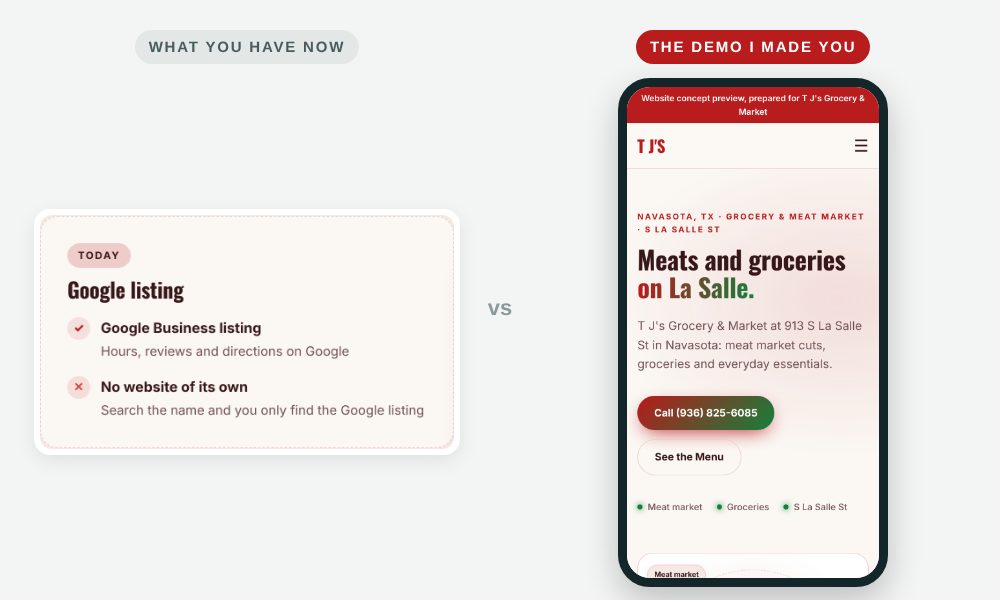 WHAT YOU HAVE NOW
TODAY
Google listing
Google Business listing
Hours, reviews and directions on Google
No website of its own
Search the name and you only find the Google listing
vs
THE DEMO I MADE YOU
Website concept preview, prepared for T J's Grocery &
Market
T J'S
NAVASOTA, TX · GROCERY & MEAT MARKET
· S LA SALLE ST
Meats and groceries
on La Salle.
T J's Grocery & Market at 913 S La Salle
St in Navasota: meat market cuts,
groceries and everyday essentials.
Call (936) 825-6085
See the Menu
Meat market
Groceries
S La Salle St
Meat market